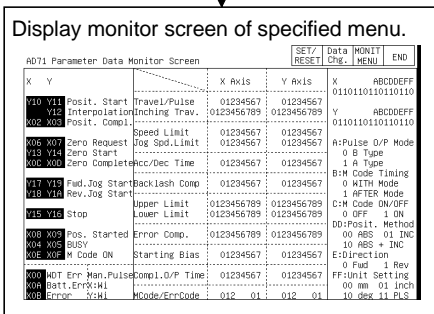 Display monitor screen of specified menu.
AD71 Parameter Data Monitor Screen SET/ RESET Data Chg. MONIT MENU END
X Y X Axis Y Axis X ABCDDEFF
0110110110110110
Y10 Y11 Posit. Start Travel/Pulse 01234567 01234567
Y12 Interpolation Inching Trav. 0123456789 0123456789 Y ABCDDEFF
X02 X03 Posit. Compl. 0110110110110110
Speed Limit 01234567 01234567
X06 X07 Zero Request Jog Spd.Limit 01234567 01234567 A:Pulse O/P Mode
Y13 Y14 Zero Start 0 B Type
X0C X0D Zero Complete Acc/Dec Time 01234567 01234567 1 A Type
B:M Code Timing
Y17 Y19 Fwd.Jog Start Backlash Comp 01234567 01234567 0 WITH Mode
Y18 Y1A Rev.Jog Start 1 AFTER Mode
Upper Limit 0123456789 0123456789 C:M Code ON/OFF
Y15 Y16 Stop Lower Limit 0123456789 0123456789 0 OFF 1 ON
DD:Posit. Method
X08 X09 Pos. Started Error Comp. 0123456789 0123456789 00 ABS 01 INC
X04 X05 BUSY 10 ABS + INC
X0E X0F M Code ON Starting Bias 01234567 01234567 E:Direction
0 Fwd 1 Rev
X00 WDT Err Man.Pulse Compl.O/P Time 01234567 01234567 FF:Unit Setting
X0A Batt.Err X:Wi 00 mm 01 inch
X0B Error Y:Wi MCode/ErrCode 012 01 012 01 10 deg 11 PLS